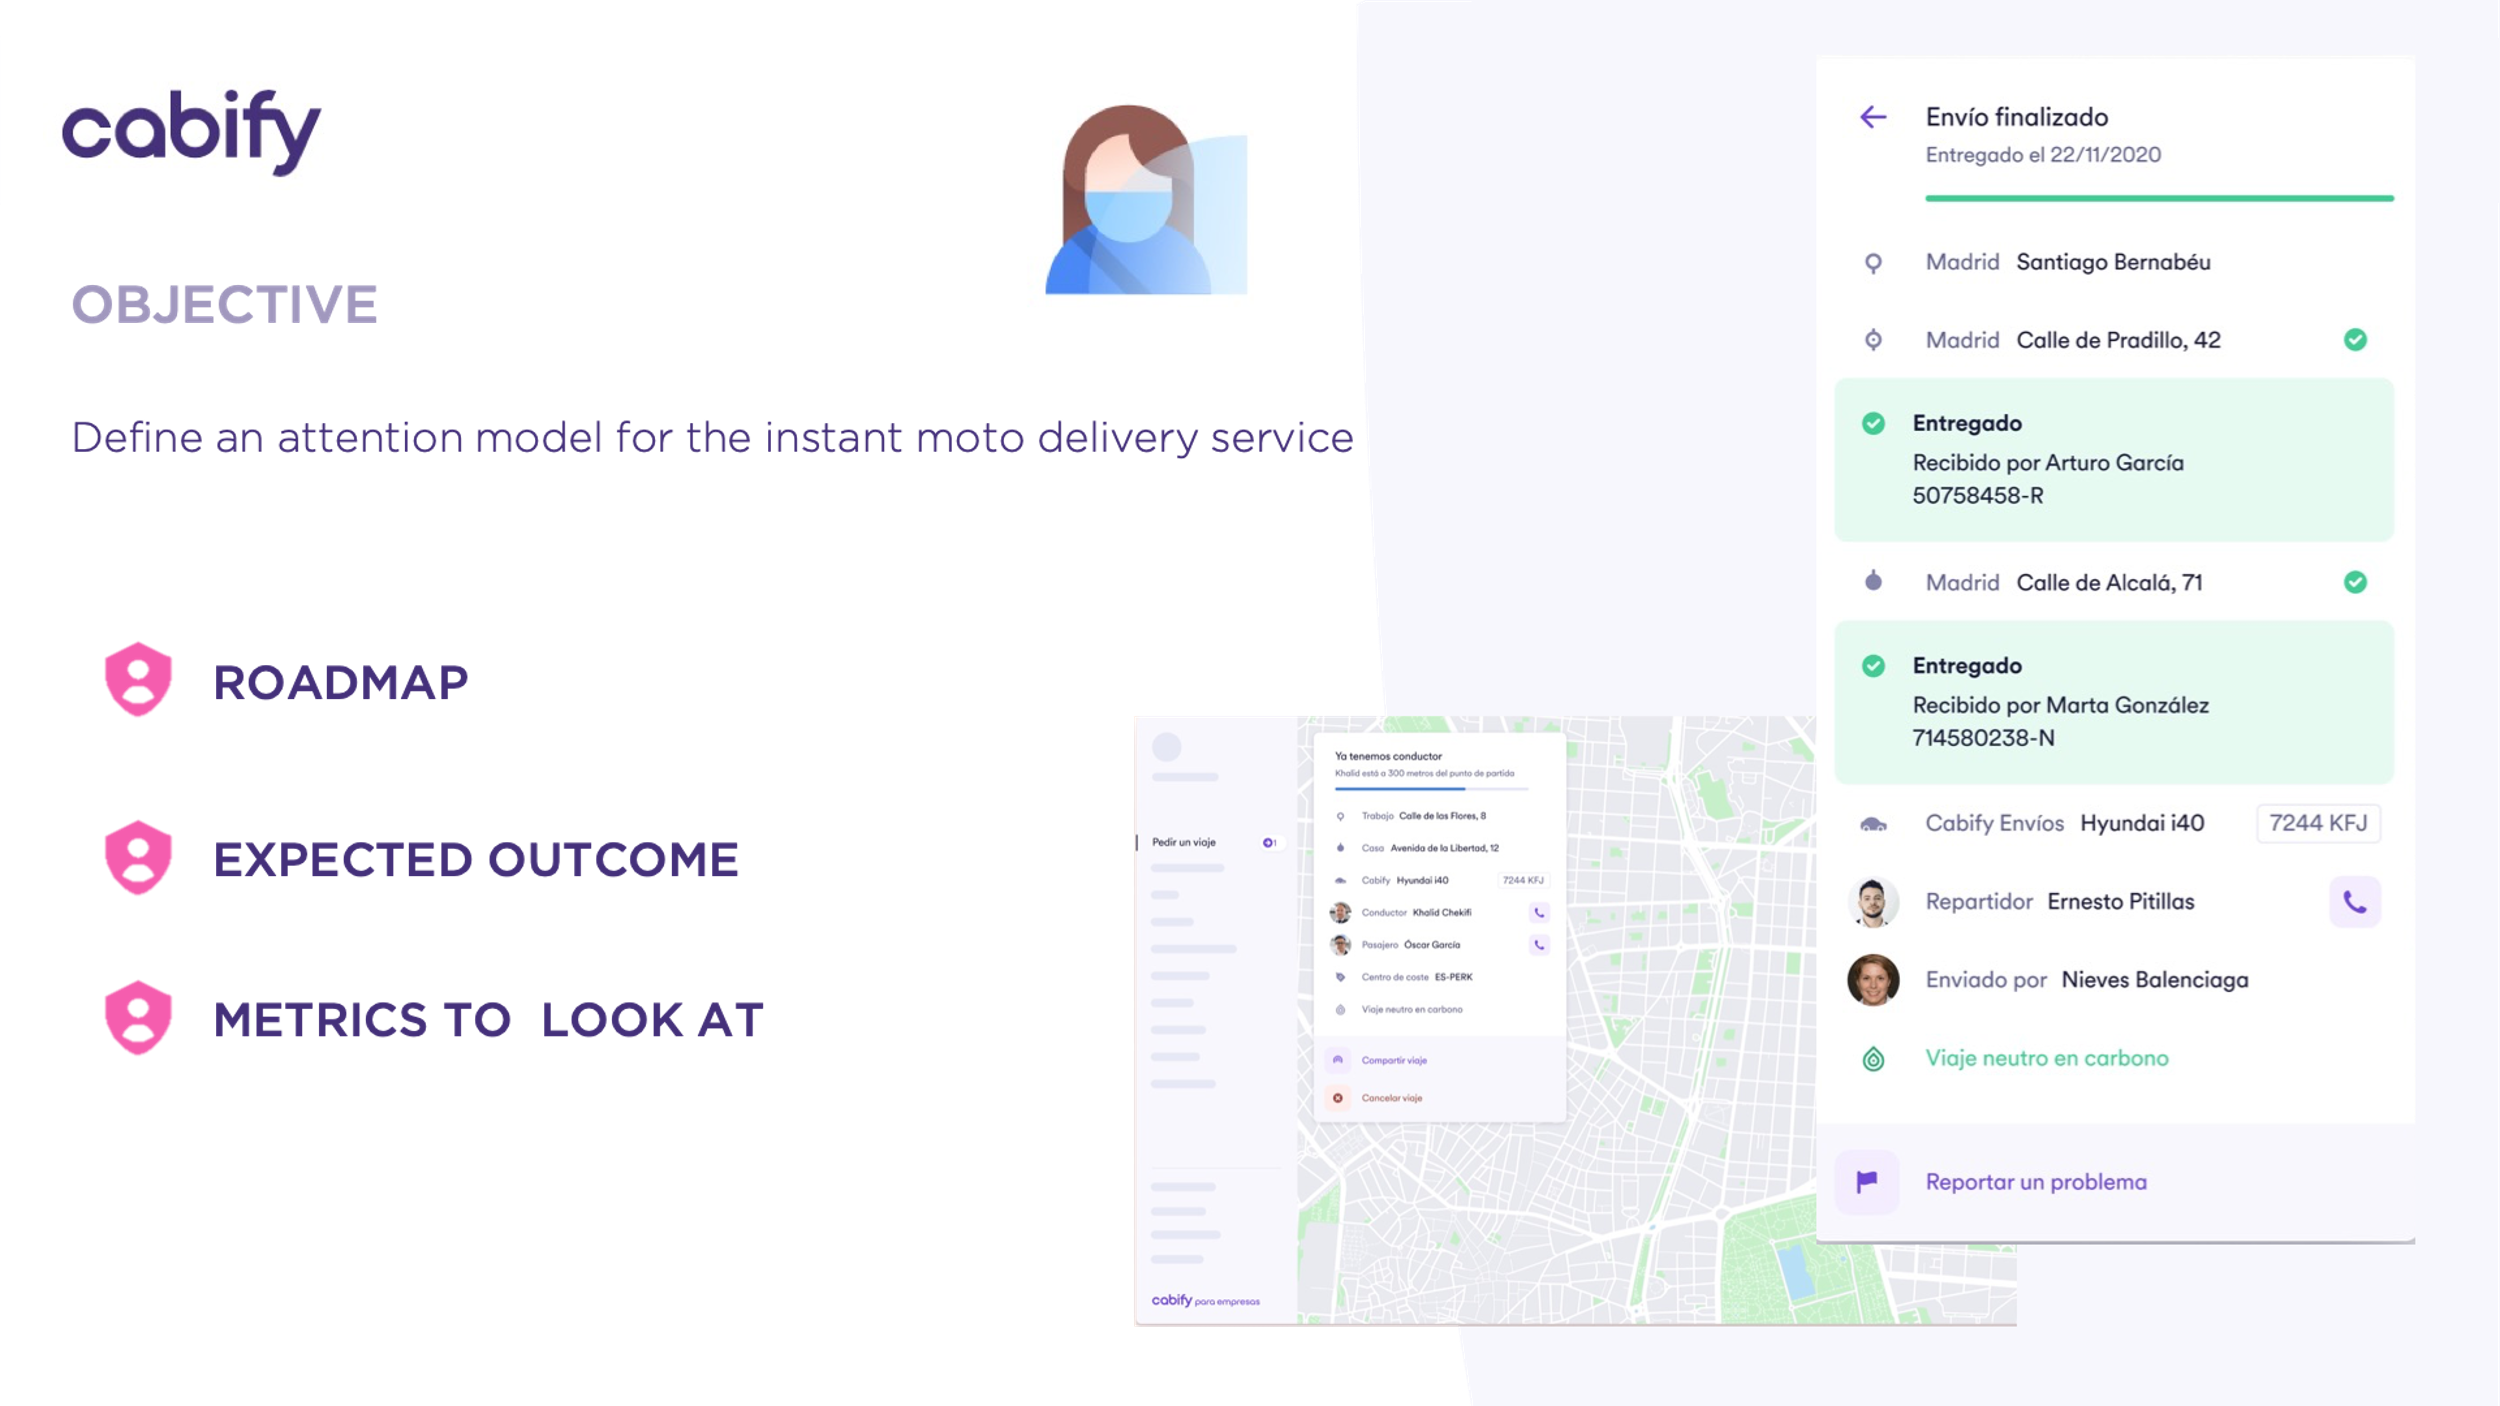 cabify
OBJECTIVE
Define an attention model for the instant moto delivery service
ROADMAP
EXPECTED OUTCOME
METRICS TO LOOK AT
Pedir un viaje
1
cabify para empresas
Ya tenemos conductor
Khalid está a 300 metros del punto de partida
Trabajo Calle de las Flores, 8
Casa Avenida de la Libertad, 12
Cabify Hyundai i40 7244 KFJ
Conductor Khalid Chekifi
Pasajero Óscar García
Centro de coste ES-PERK
Viaje neutro en carbono
Compartir viaje
Cancelar viaje
Envío finalizado
Entregado el 22/11/2020
Madrid Santiago Bernabéu
Madrid Calle de Pradillo, 42
Entregado
Recibido por Arturo García
50758458-R
Madrid Calle de Alcalá, 71
Entregado
Recibido por Marta González
714580238-N
Cabify Envíos Hyundai i40 7244 KFJ
Repartidor Ernesto Pitillas
Enviado por Nieves Balenciaga
Viaje neutro en carbono
Reportar un problema